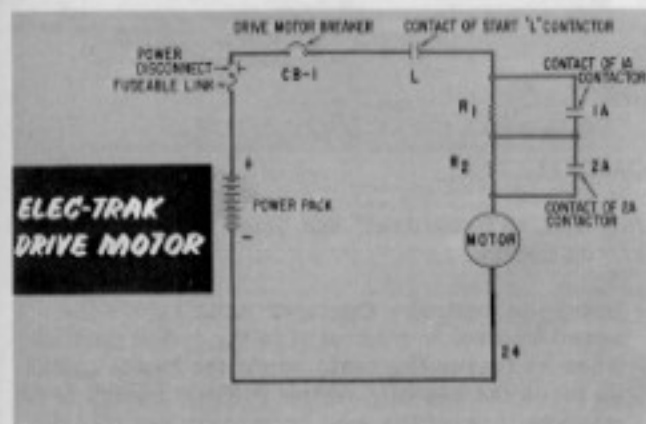 DRIVE MOTOR BREAKER
CONTACT OF START "L" CONTACTOR
POWER
DISCONNECT
FUSEABLE LINK
CB-1
L
CONTACT OF 1A
CONTACTOR
R1
1A
R2
2A
CONTACT OF 2A
CONTACTOR
+
POWER PACK
-
MOTOR
24
ELEC-TRAK
DRIVE MOTOR